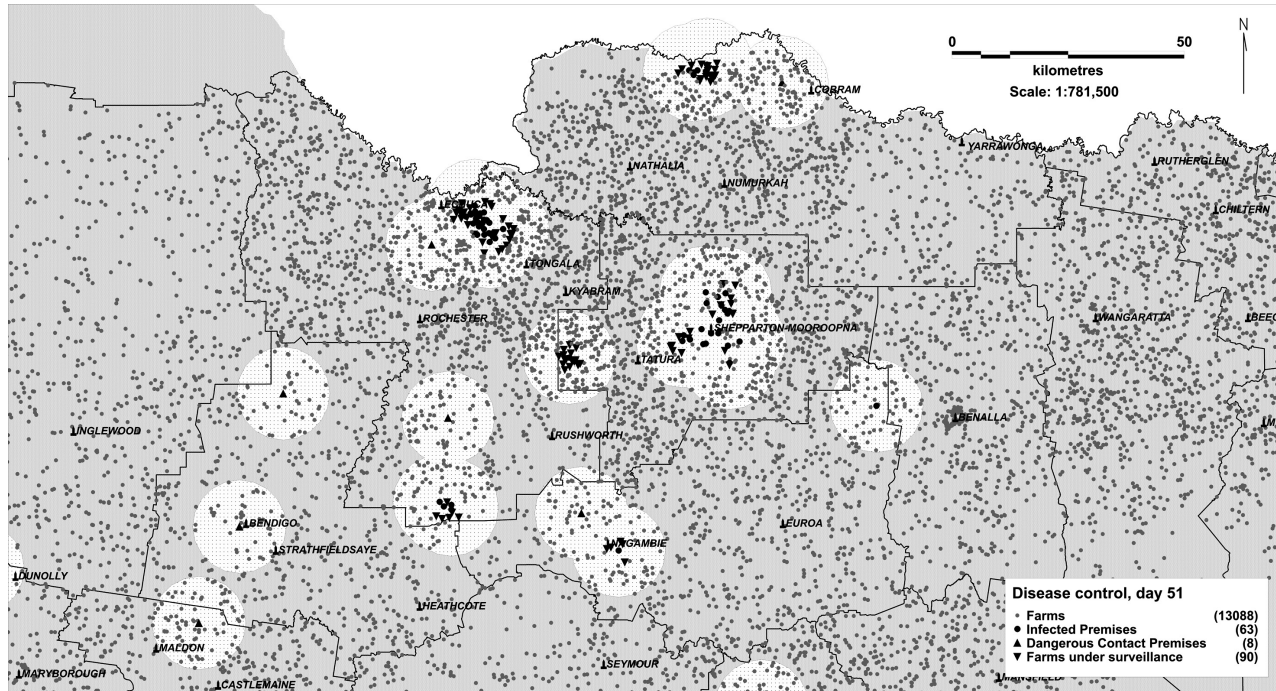 N
0 50
kilometres
Scale: 1:781,500
COBRAM
YARRAWONGA
RUTHERGLEN
NATHALIA
NUMURKAH
ECHUCA
CHILTERN
TONGALA
KYABRAM
ROCHESTER
WANGARATTA
SHEPPARTON-MOOROOPNA
TATURA
BENALLA
INGLEWOOD
RUSHWORTH
BENDIGO
EUROA
NAGAMBIE
STRATHFIELDSAYE
DUNOLLY
HEATHCOTE
MALDON
SEYMOUR
MARYBOROUGH
CASTLEMAINE
MANSFIELD
Disease control, day 51
Farms (13088)
Infected Premises (63)
Dangerous Contact Premises (8)
Farms under surveillance (90)